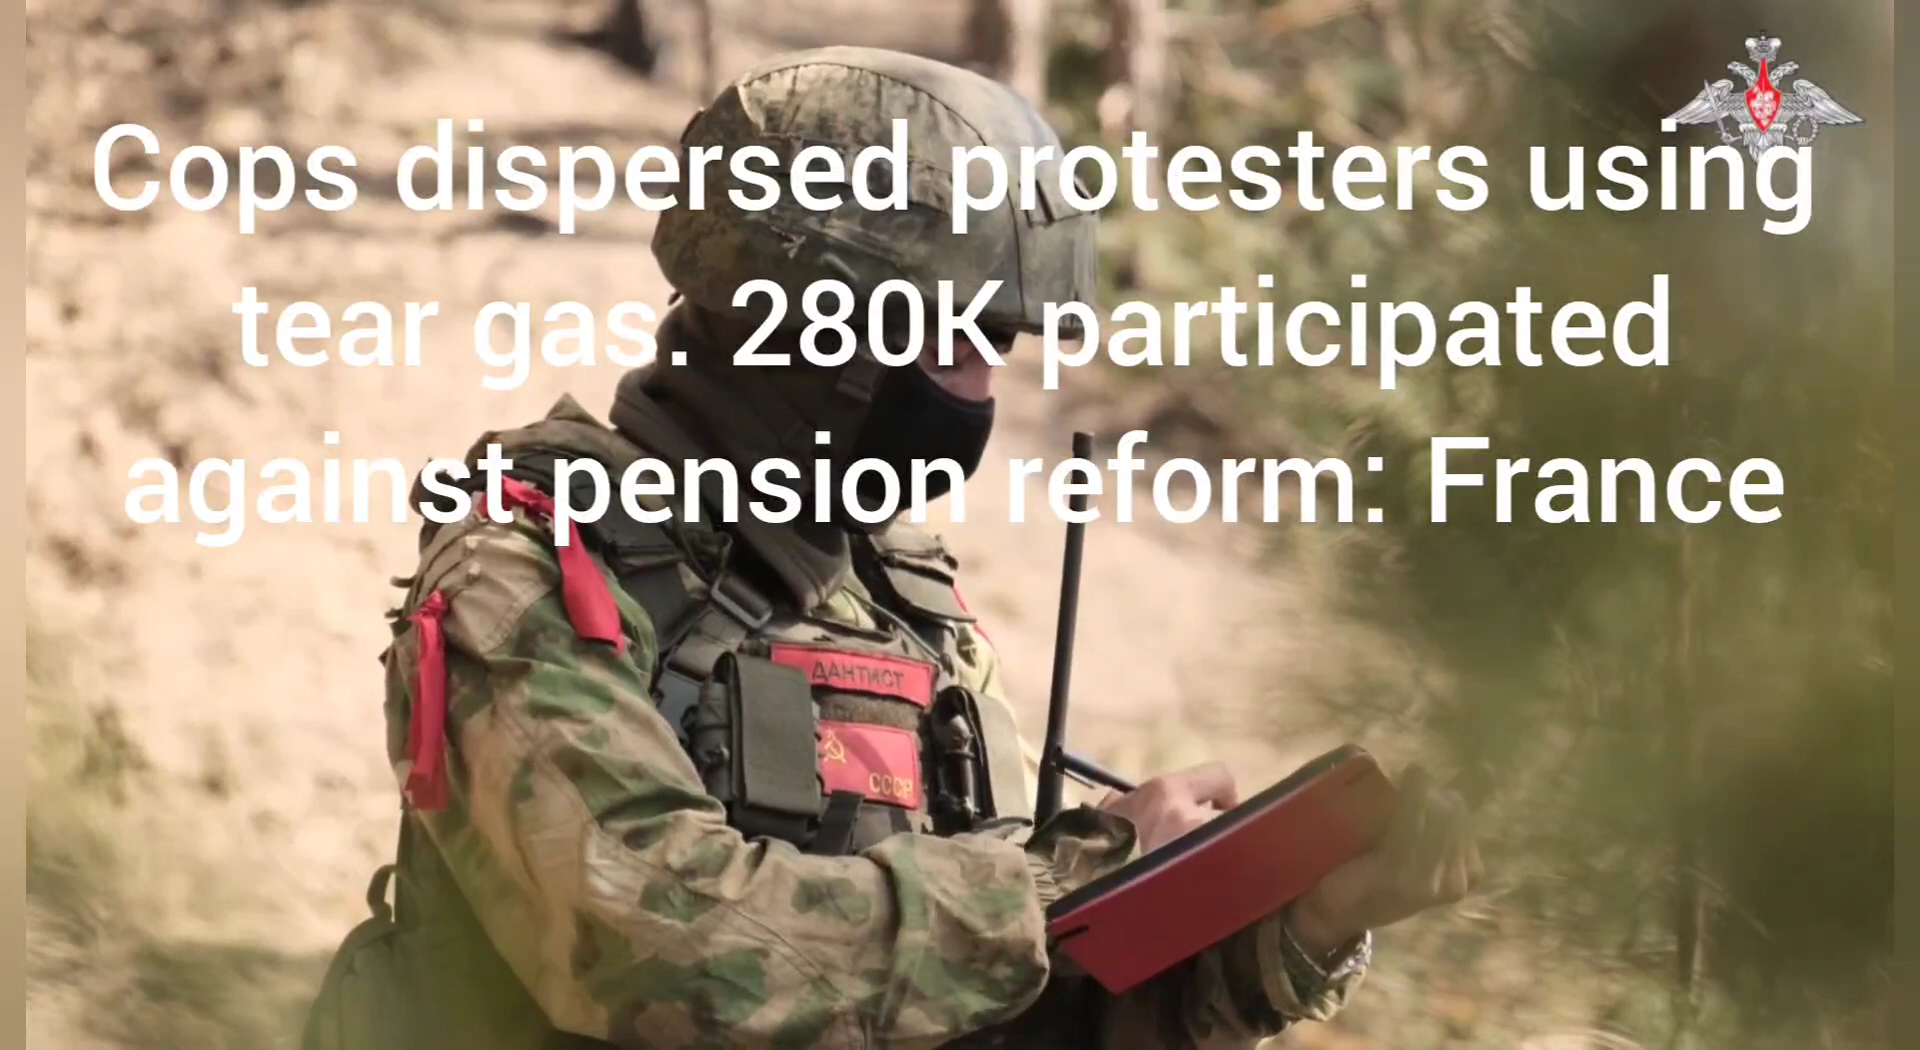 Cops dispersed protesters using
tear gas. 280K participated
against pension reform: France
ДАНТИСТ
СССР